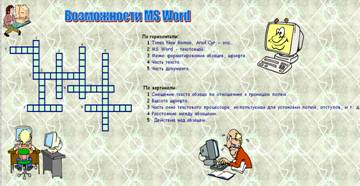 Возможности MS Word
По горизонтали:
1 Times New Roman, Arial Cyr - это...
2 MS Word - текстовый...
3 Меню форматирования абзаца, шрифта.
4 Часть текста.
5 Часть документа.
По вертикали:
1 Смещение текста абзаца по отношению к границам полей
2 Высота шрифта.
3 Часть окна текстового процессора, используемая для установки полей, отступов, и т. д.
4 Расстояние между абзацами.
5 Действие над абзацем.